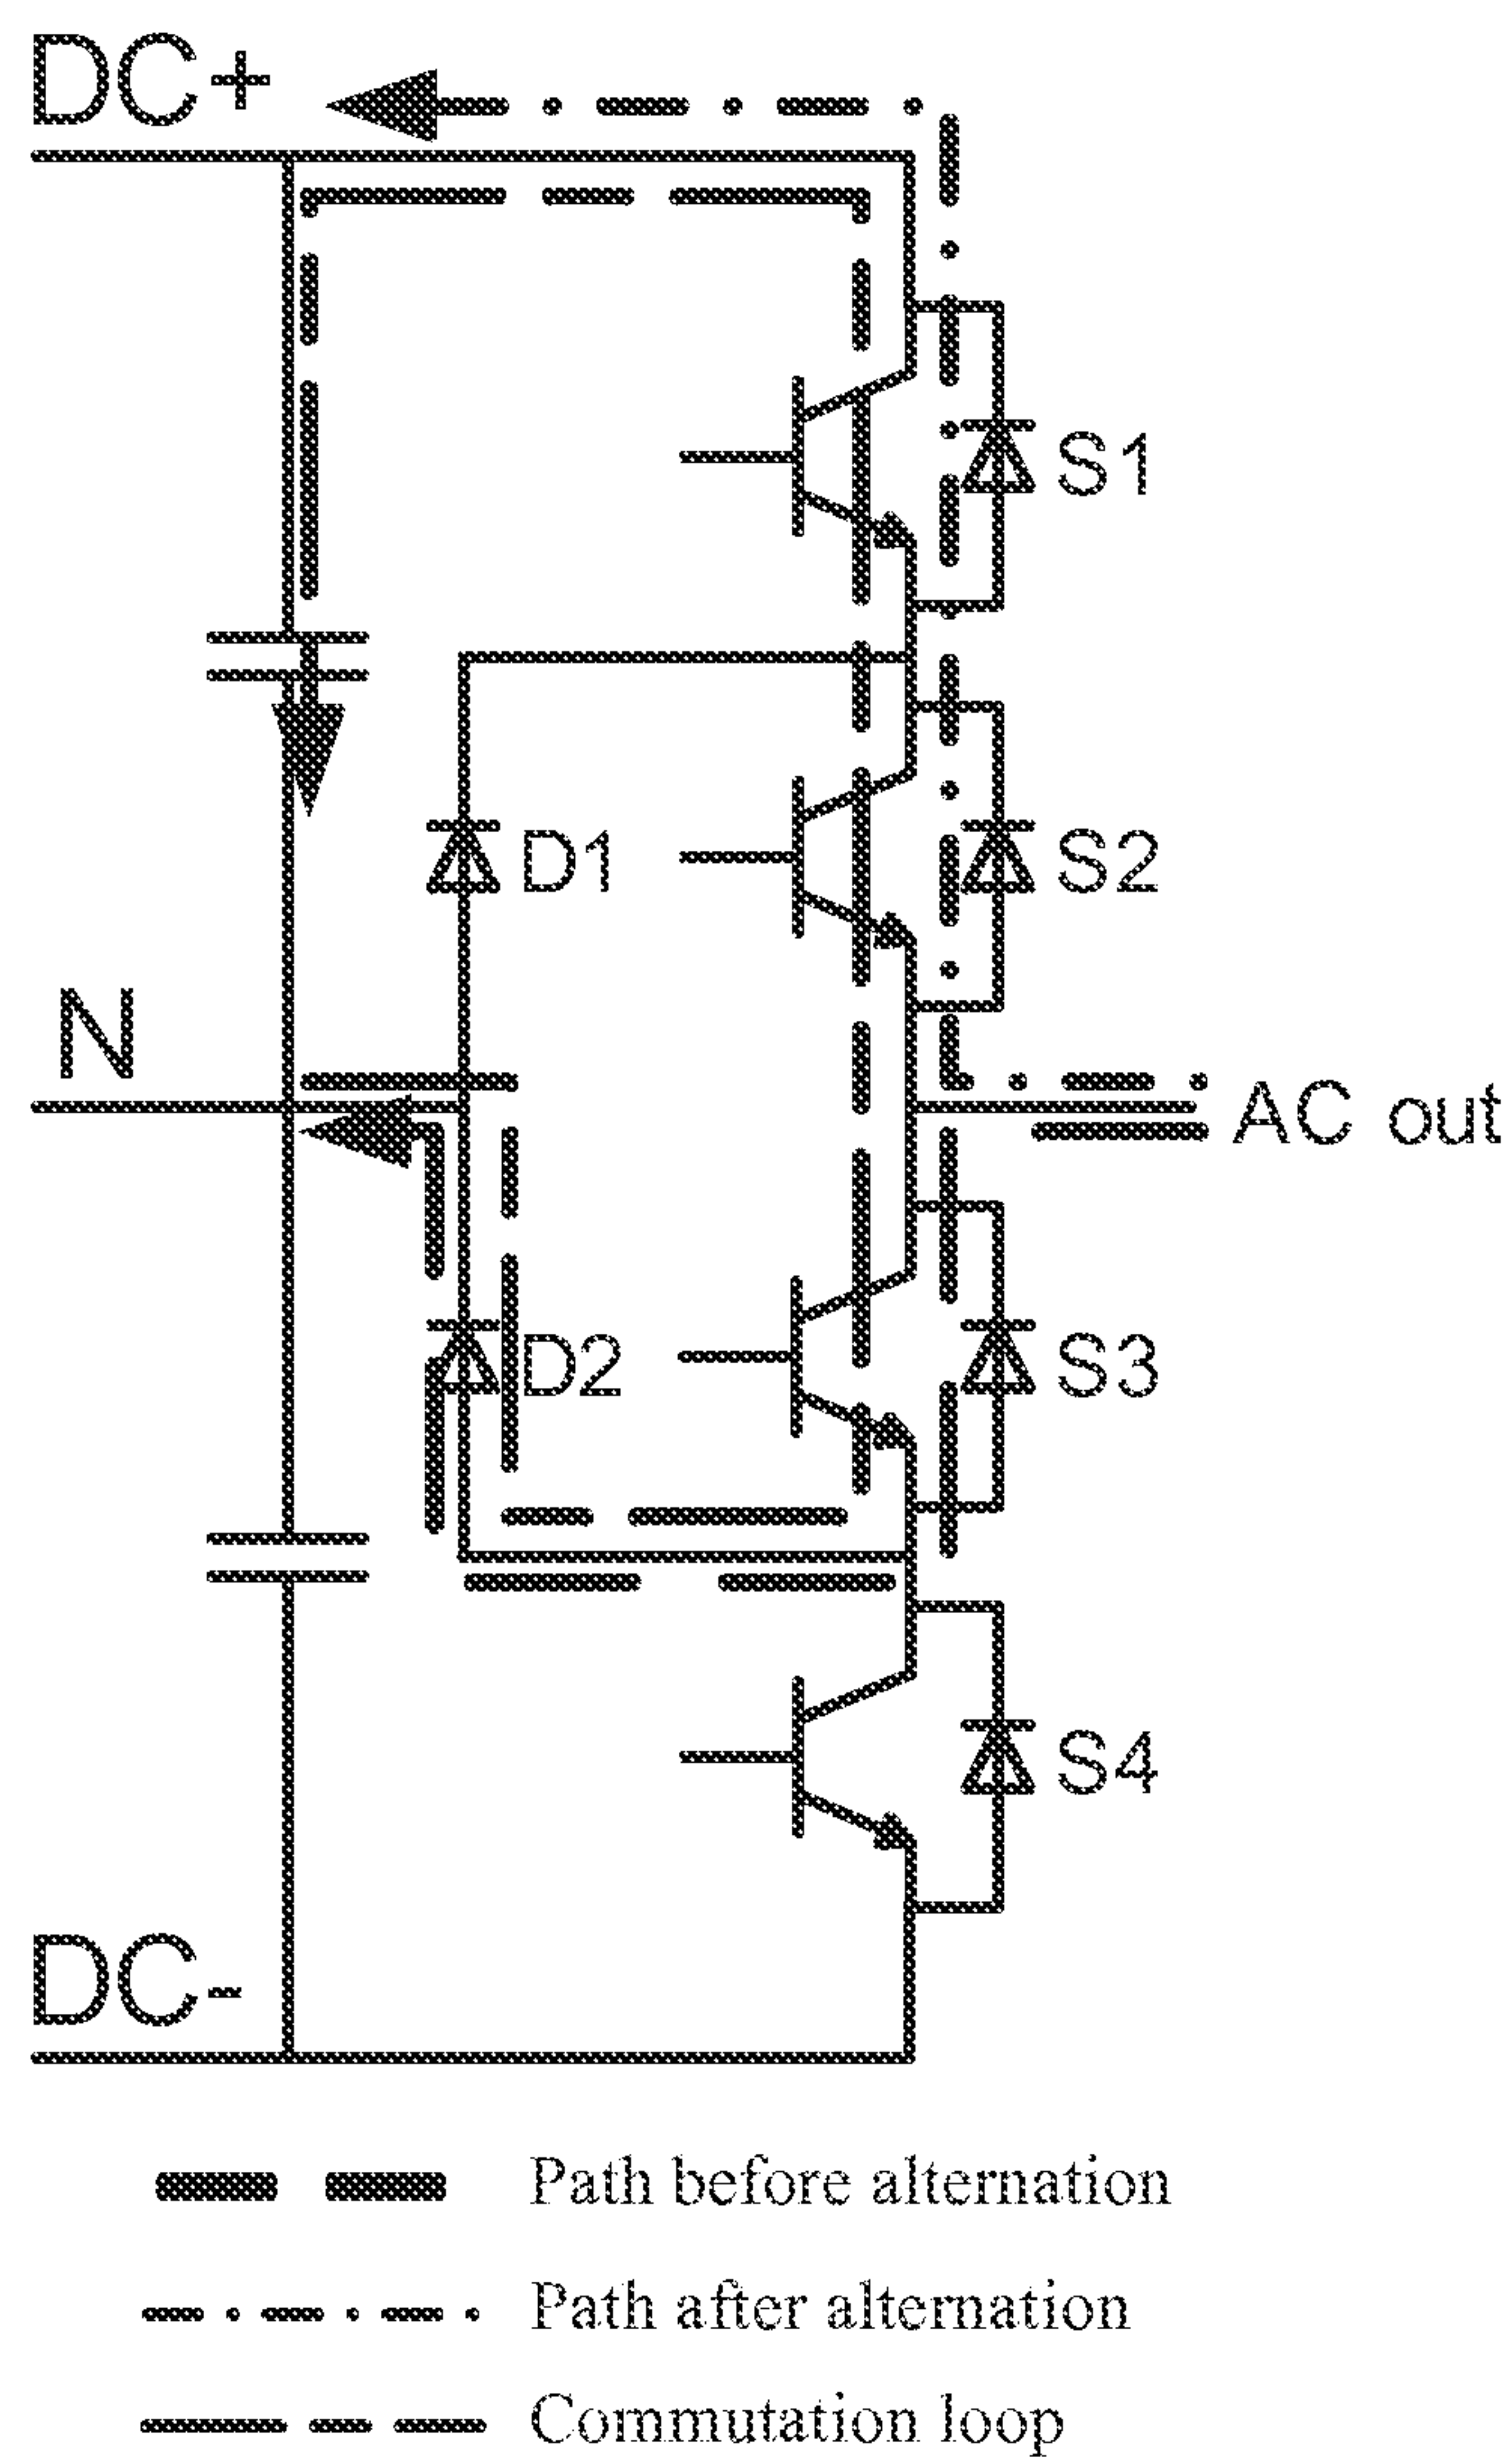 DC+
S1
D1
S2
N
AC out
D2
S3
S4
DC-
Path before alternation
Path after alternation
Commutation loop